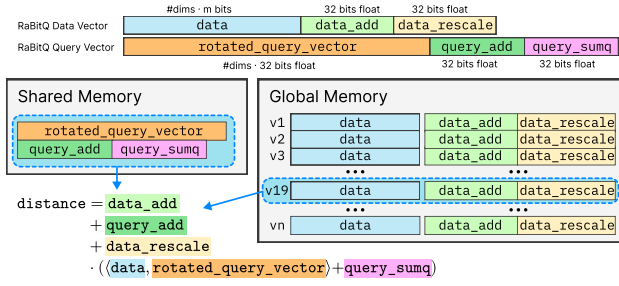 #dims · m bits 32 bits float 32 bits float
RaBitQ Data Vector data data_add data_rescale
RaBitQ Query Vector rotated_query_vector query_add query_sumq
#dims · 32 bits float 32 bits float 32 bits float
Shared Memory
rotated_query_vector
query_add query_sumq
Global Memory
v1 data data_add data_rescale
v2 data data_add data_rescale
v3 data data_add data_rescale
••• •••
v19 data data_add data_rescale
••• •••
vn data data_add data_rescale
distance = data_add
+ query_add
+ data_rescale
· (⟨data, rotated_query_vector⟩+query_sumq)